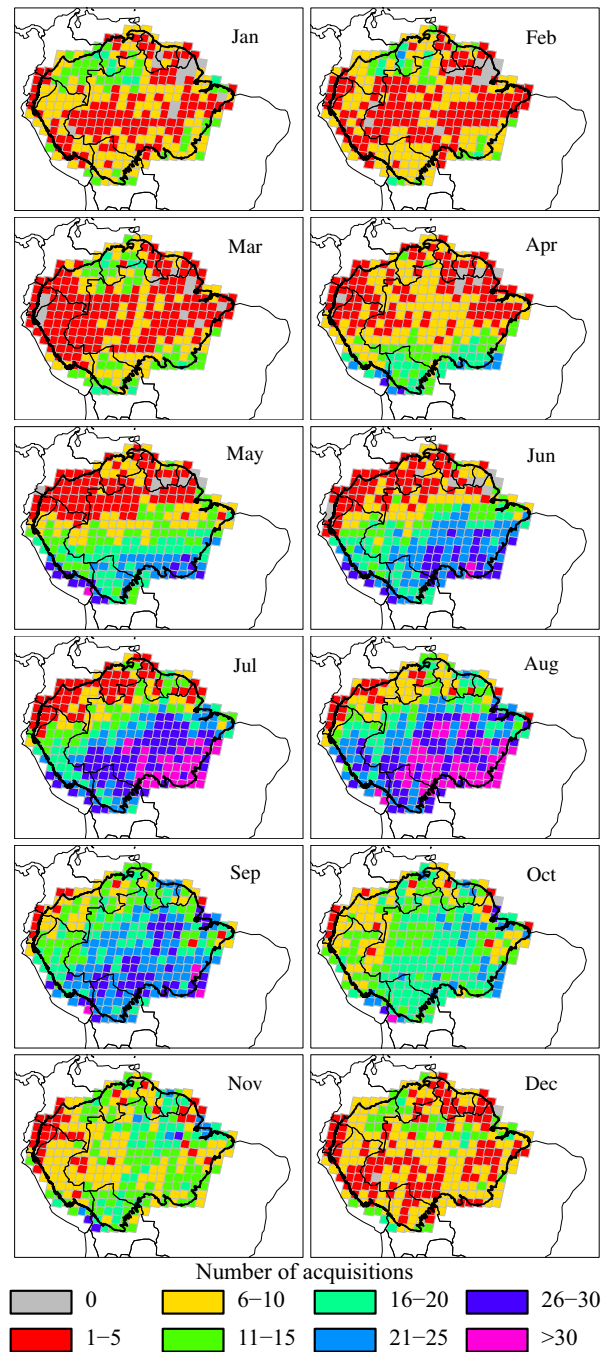 Jan
Feb
Mar
Apr
May
Jun
Jul
Aug
Sep
Oct
Nov
Dec
Number of acquisitions
0
6−10
16−20
26−30
1−5
11−15
21−25
>30